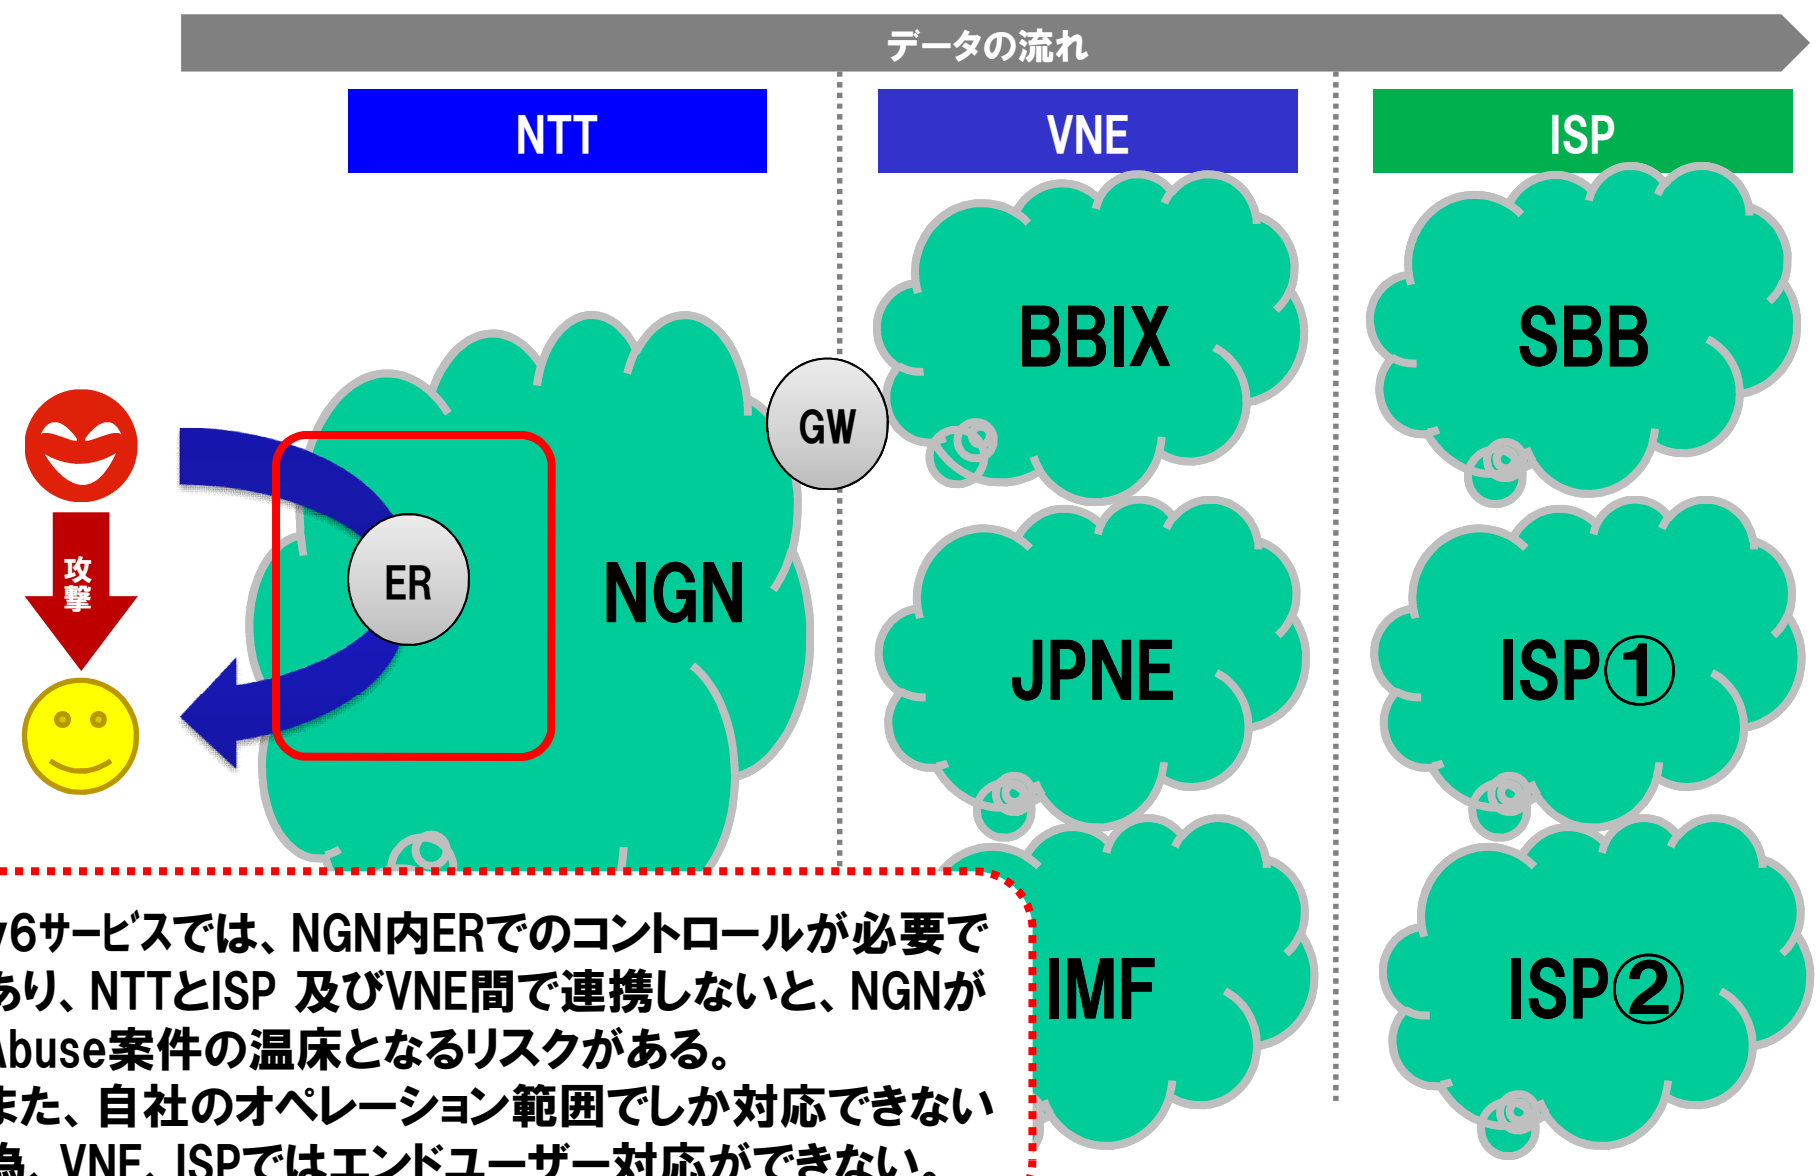 データの流れ
NTT
VNE
ISP
BBIX
SBB
GW
攻撃
ER
NGN
JPNE
ISP①
v6サービスでは、NGN内ERでのコントロールが必要で
あり、NTTとISP 及びVNE間で連携しないと、NGNが
Abuse案件の温床となるリスクがある。
また、自社のオペレーション範囲でしか対応できない
為、VNE、ISPではエンドユーザー対応ができない。
IMF
ISP②